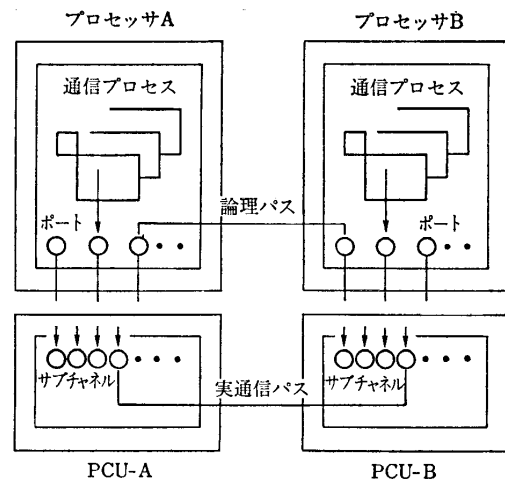 プロセッサA
プロセッサB
通信プロセス
通信プロセス
論理パス
ポート
ポート
サブチャネル
サブチャネル
実通信パス
PCU-A
PCU-B